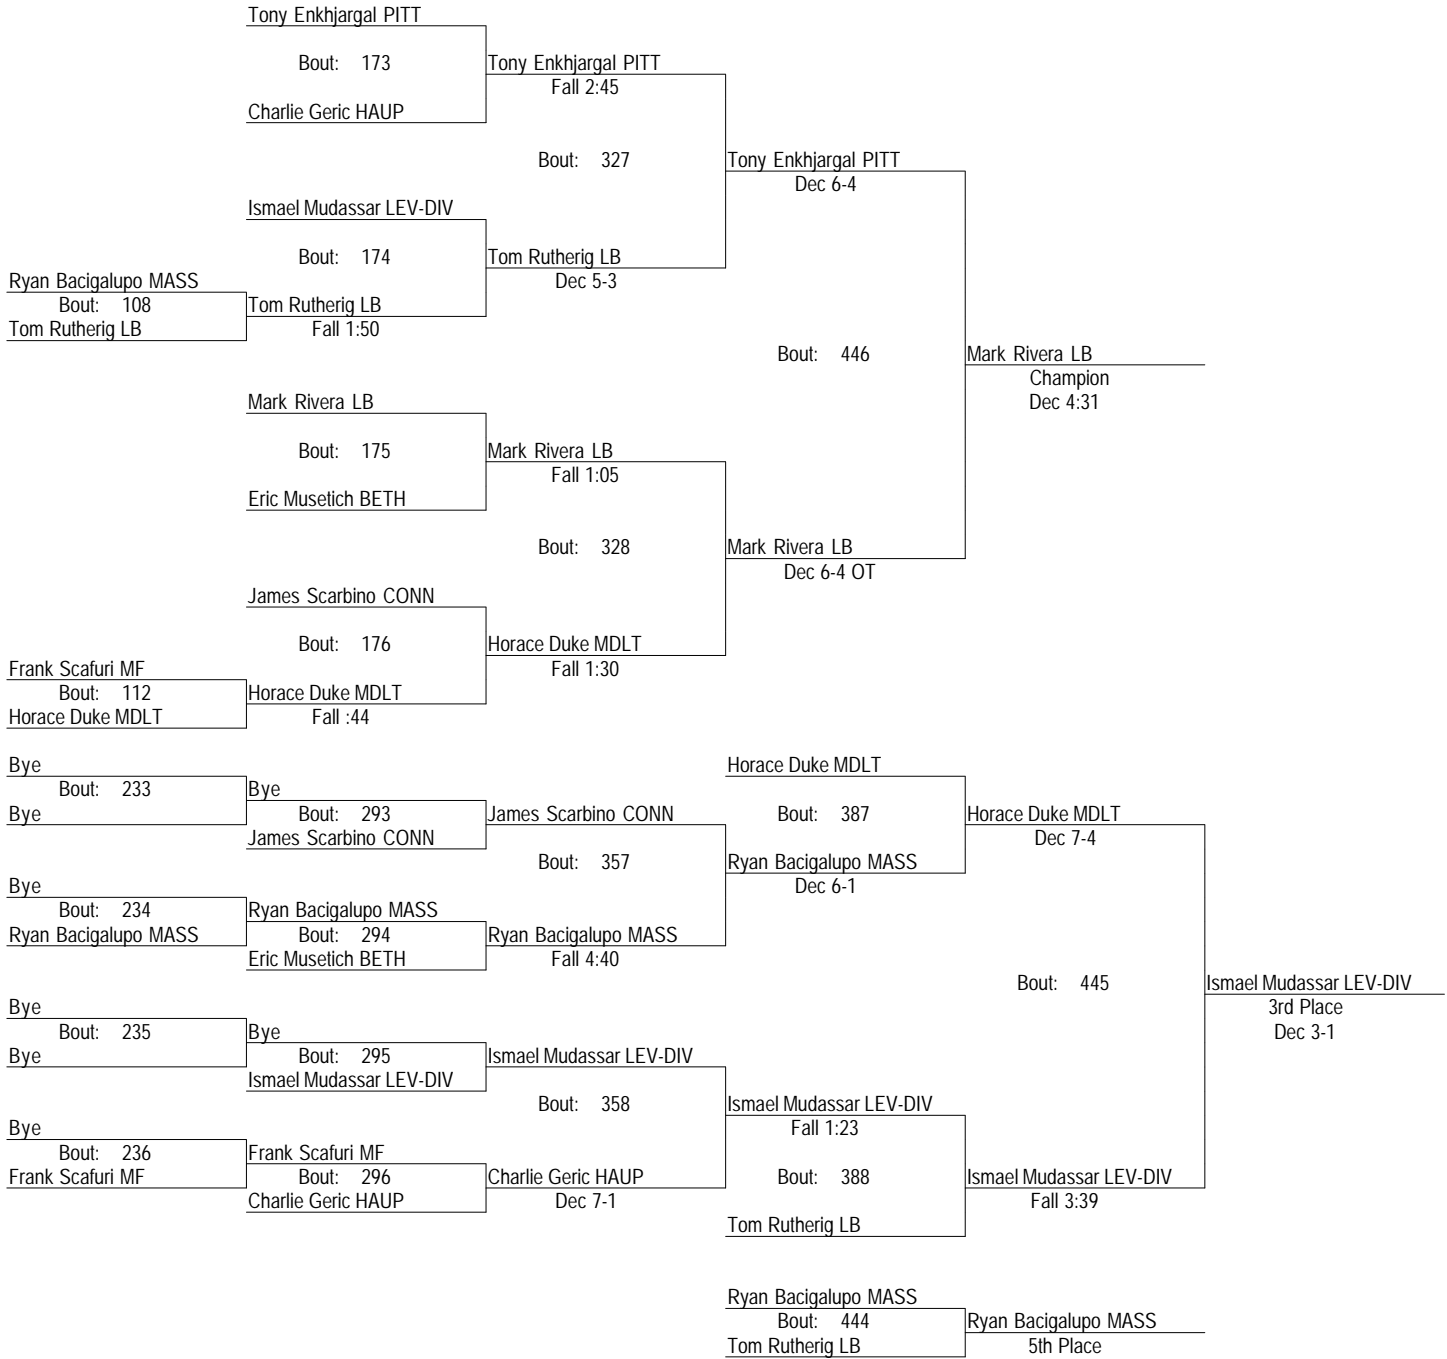 Tony Enkhjargal PITT
Bout: 173
Tony Enkhjargal PITT
Fall 2:45
Charlie Geric HAUP
Bout: 327
Tony Enkhjargal PITT
Dec 6-4
Ismael Mudassar LEV-DIV
Bout: 174
Tom Rutherig LB
Dec 5-3
Ryan Bacigalupo MASS
Bout: 108
Tom Rutherig LB
Tom Rutherig LB
Fall 1:50
Bout: 446
Mark Rivera LB
Champion
Dec 4:31
Mark Rivera LB
Bout: 175
Mark Rivera LB
Fall 1:05
Eric Musetich BETH
Bout: 328
Mark Rivera LB
Dec 6-4 OT
James Scarbino CONN
Bout: 176
Horace Duke MDLT
Fall 1:30
Frank Scafuri MF
Bout: 112
Horace Duke MDLT
Horace Duke MDLT
Fall :44
Bye
Bout: 233
Bye
Bye
Bout: 293
James Scarbino CONN
James Scarbino CONN
Horace Duke MDLT
Bout: 387
Horace Duke MDLT
Dec 7-4
Bout: 357
Ryan Bacigalupo MASS
Dec 6-1
Bye
Bout: 234
Ryan Bacigalupo MASS
Ryan Bacigalupo MASS
Bout: 294
Eric Musetich BETH
Ryan Bacigalupo MASS
Fall 4:40
Bout: 445
Ismael Mudassar LEV-DIV
3rd Place
Dec 3-1
Bye
Bout: 235
Bye
Bye
Bout: 295
Ismael Mudassar LEV-DIV
Ismael Mudassar LEV-DIV
Bout: 358
Ismael Mudassar LEV-DIV
Fall 1:23
Bye
Bout: 236
Frank Scafuri MF
Frank Scafuri MF
Bout: 296
Charlie Geric HAUP
Charlie Geric HAUP
Dec 7-1
Bout: 388
Ismael Mudassar LEV-DIV
Fall 3:39
Tom Rutherig LB
Ryan Bacigalupo MASS
Bout: 444
Tom Rutherig LB
Ryan Bacigalupo MASS
5th Place